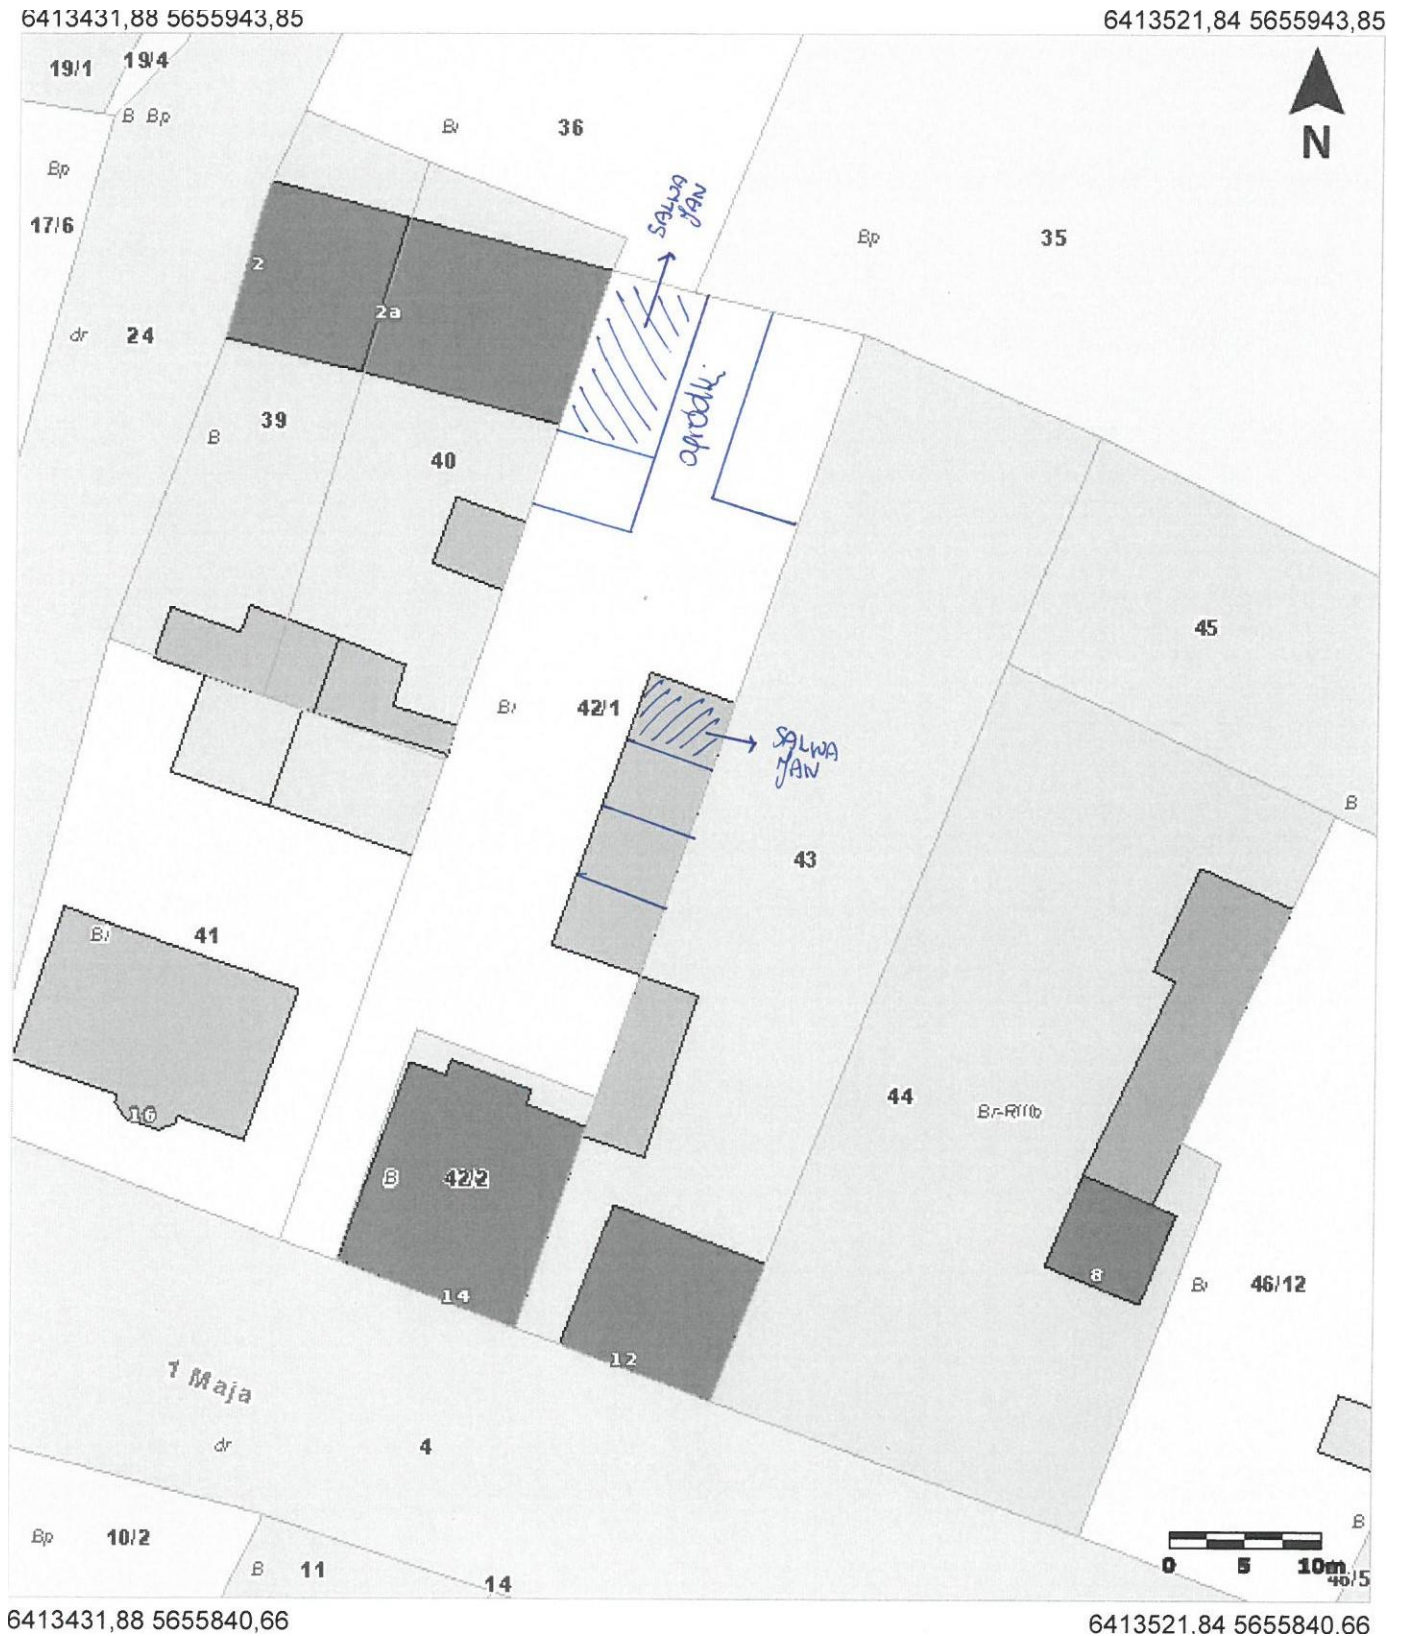 6413431,88 5655943,85
6413521,84 5655943,85
19/1
19/4
B Bp
Bp
17/6
Bi
36
N
SALWA
JAN
Bp
35
2
2a
dr
24
ogródki
39
B
40
45
Bi
42/1
SALWA
JAN
B
43
Bi
41
44
Br-RIIIb
16
B
42/2
8
Bi
46/12
14
12
1 Maja
dr
4
Bp
10/2
B
11
14
B
0 5 10m
46/5
6413431,88 5655840,66
6413521,84 5655840,66